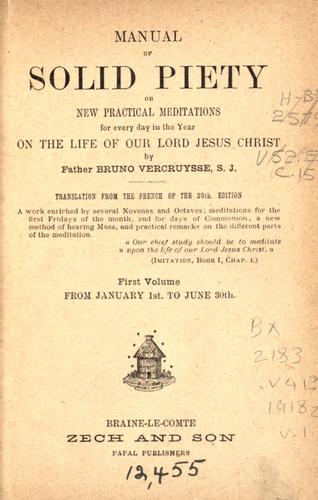 MANUAL
OF
SOLID PIETY
OR
NEW PRACTICAL MEDITATIONS
for every day in the Year
ON THE LIFE OF OUR LORD JESUS CHRIST
by
Father BRUNO VERCRUYSSE, S. J.
TRANSLATION FROM THE FRENCH OF THE 20th. EDITION
A work enriched by several Novenas and Octaves; meditations for the
first Fridays of the month, and for days of Communion, a new
method of hearing Mass, and practical remarks on the different parts
of the meditation.
« Our chief study should be to meditate
« upon the life of our Lord Jesus Christ. »
(IMITATION, BOOK I, CHAP. I.)
First Volume
FROM JANUARY 1st. TO JUNE 30th.
BX
2183
1918
v.1
BRAINE-LE-COMTE
ZECH AND SON
PAPAL PUBLISHERS
12,455